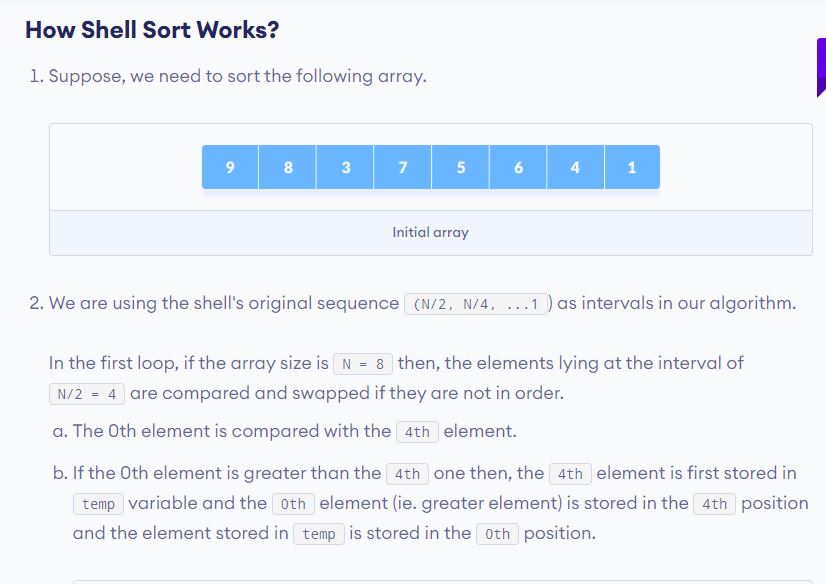 How Shell Sort Works?
1. Suppose, we need to sort the following array.
9 8 3 7 5 6 4 1
Initial array
2. We are using the shell's original sequence (N/2, N/4, ...1) as intervals in our algorithm.
In the first loop, if the array size is N = 8 then, the elements lying at the interval of
N/2 = 4 are compared and swapped if they are not in order.
a. The 0th element is compared with the 4th element.
b. If the 0th element is greater than the 4th one then, the 4th element is first stored in
temp variable and the 0th element (ie. greater element) is stored in the 4th position
and the element stored in temp is stored in the 0th position.